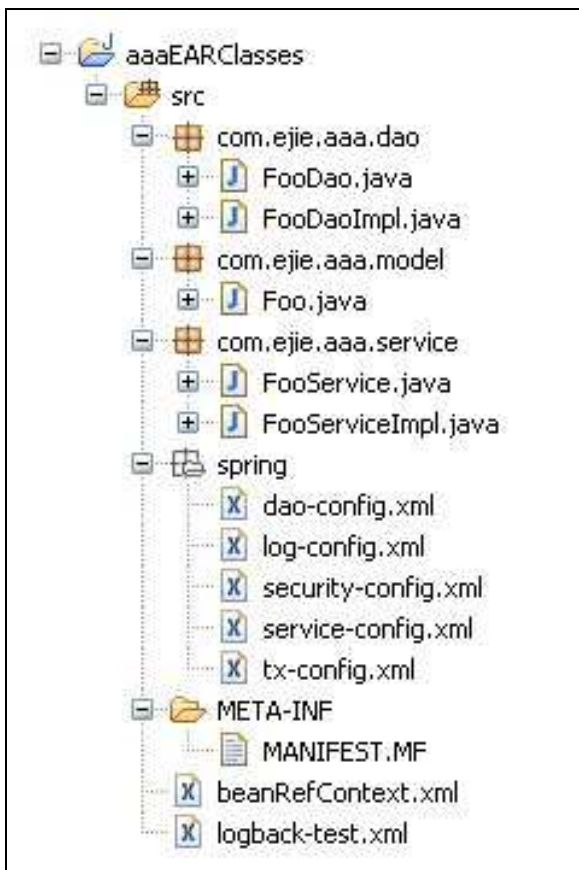 aaaEARClasses
src
com.ejie.aaa.dao
FooDao.java
FooDaoImpl.java
com.ejie.aaa.model
Foo.java
com.ejie.aaa.service
FooService.java
FooServiceImpl.java
spring
dao-config.xml
log-config.xml
security-config.xml
service-config.xml
tx-config.xml
META-INF
MANIFEST.MF
beanRefContext.xml
logback-test.xml